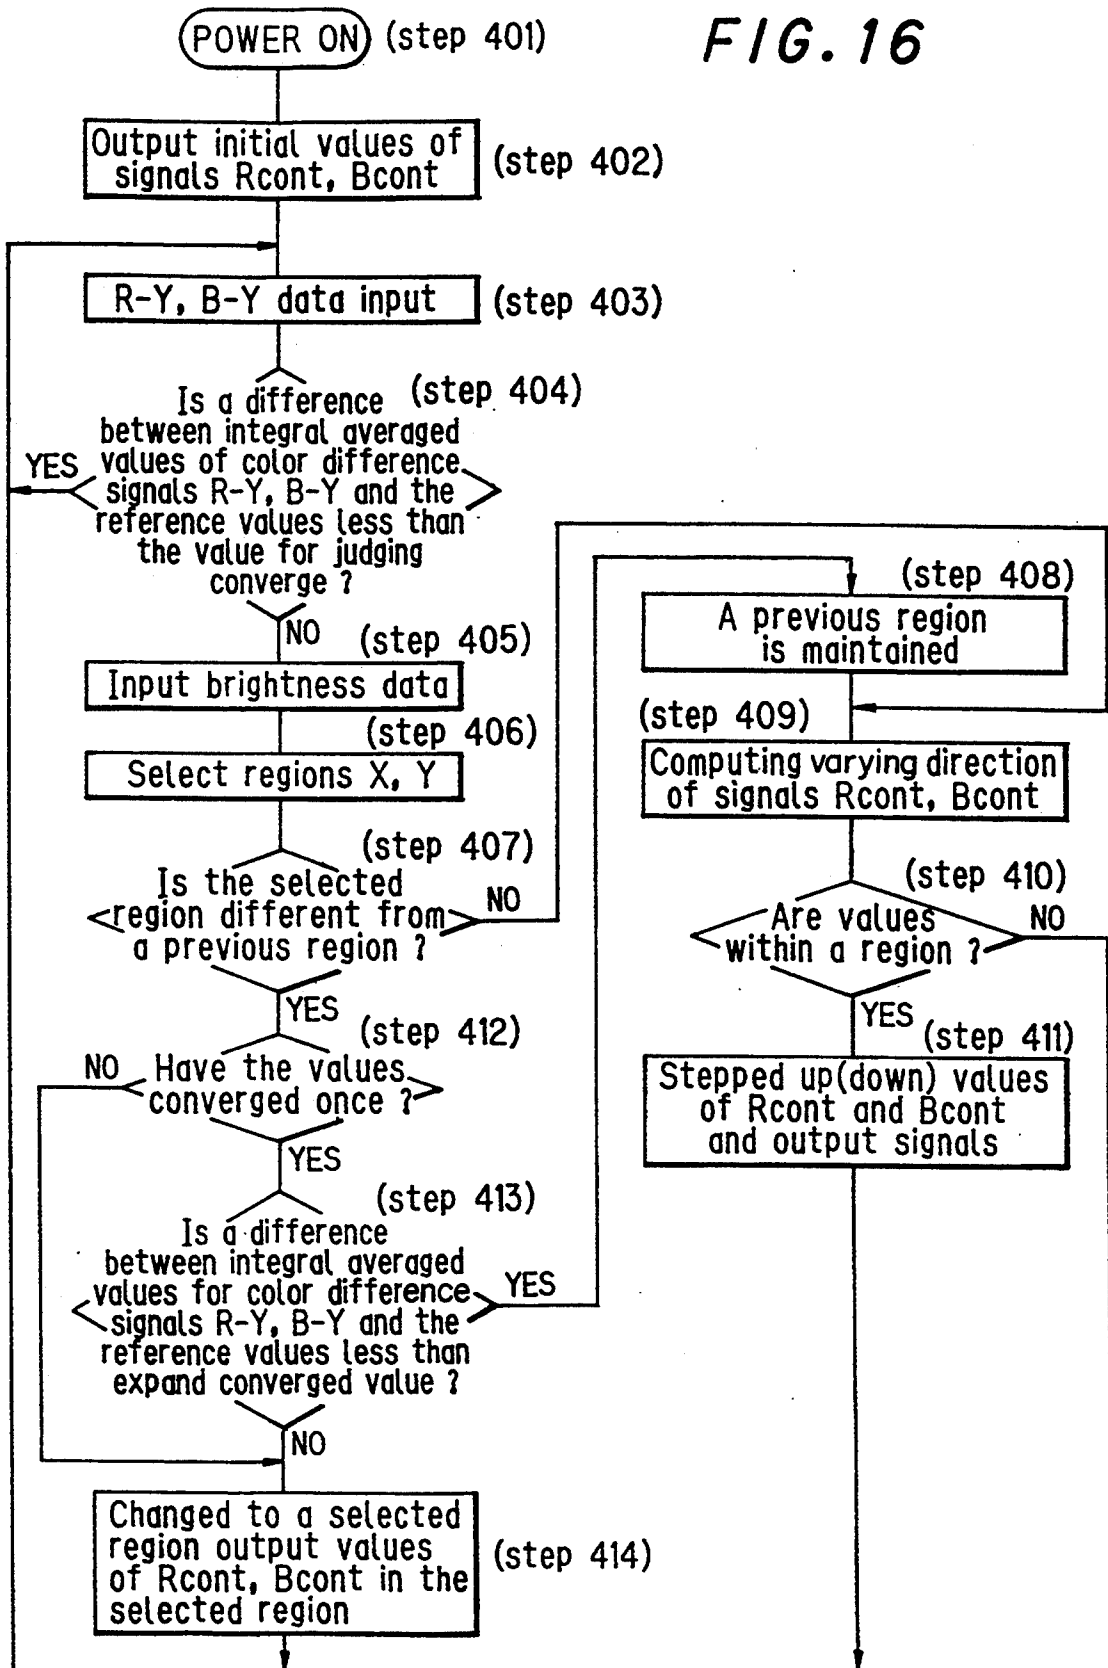 FIG. 16
POWER ON (step 401)
Output initial values of
signals Rcont, Bcont
(step 402)
R-Y, B-Y data input (step 403)
(step 404)
Is a difference
between integral averaged
values of color difference
signals R-Y, B-Y and the
reference values less than
the value for judging
converge ?
YES
NO
(step 405)
Input brightness data
(step 406)
Select regions X, Y
(step 407)
Is the selected
region different from
a previous region ?
NO
YES
(step 412)
Have the values
converged once ?
NO
YES
(step 413)
Is a difference
between integral averaged
values for color difference
signals R-Y, B-Y and the
reference values less than
expand converged value ?
YES
NO
Changed to a selected
region output values
of Rcont, Bcont in the
selected region
(step 414)
(step 408)
A previous region
is maintained
(step 409)
Computing varying direction
of signals Rcont, Bcont
(step 410)
Are values
within a region ?
NO
YES
(step 411)
Stepped up(down) values
of Rcont and Bcont
and output signals